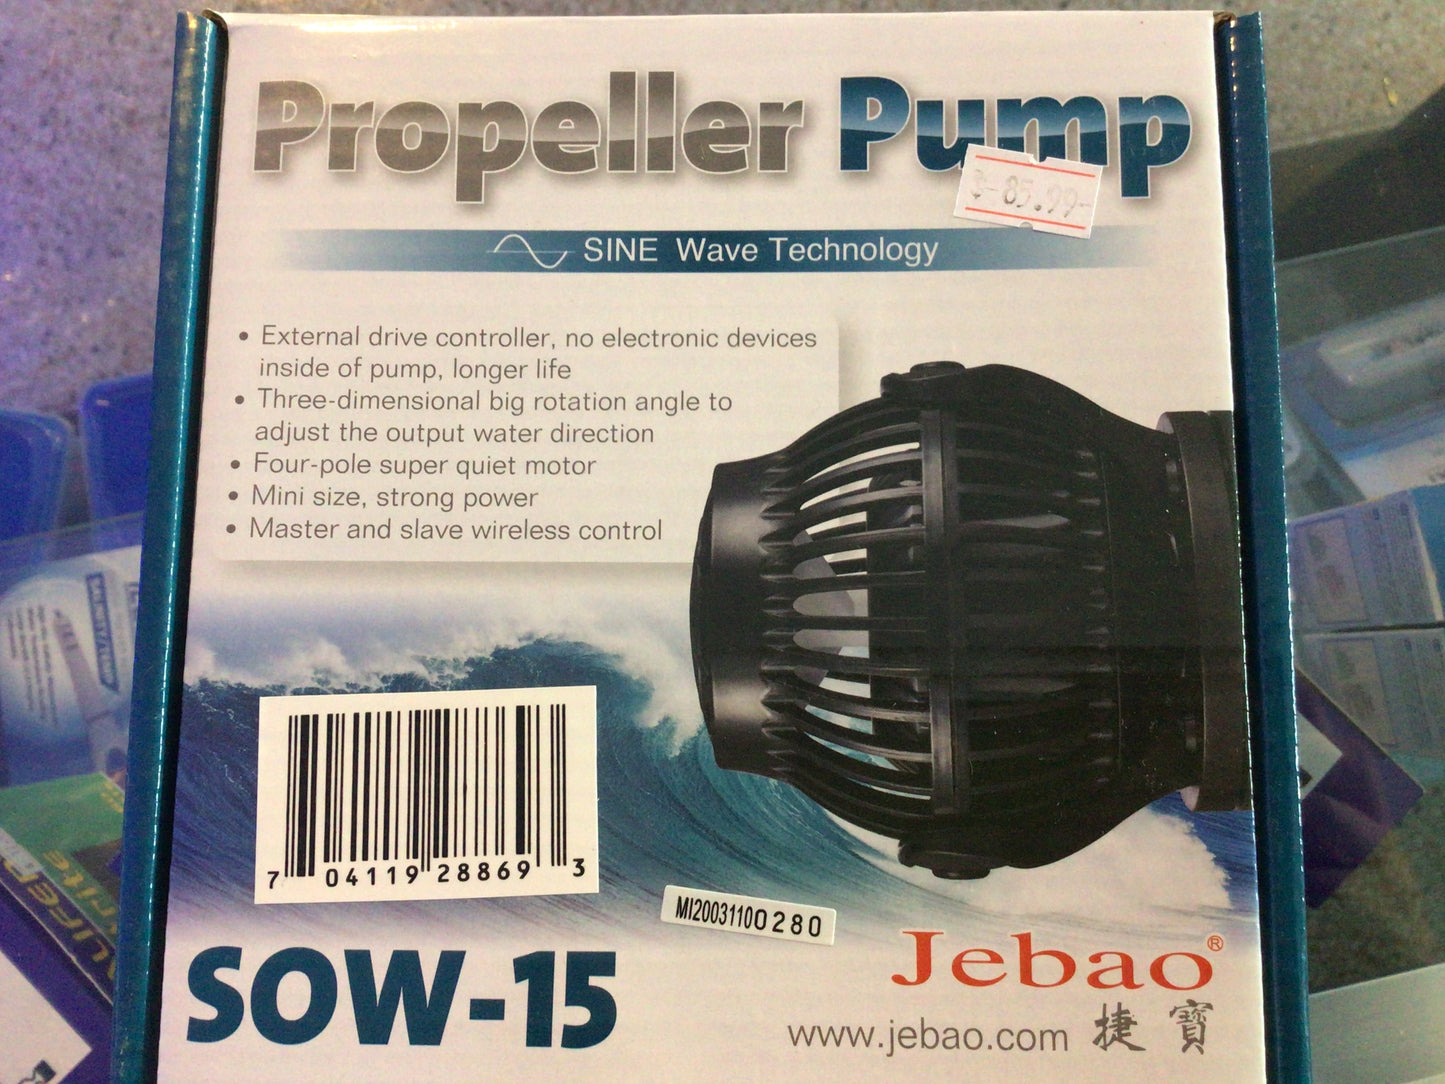 Propeller Pump
85.99
SINE Wave Technology
• External drive controller, no electronic devices
inside of pump, longer life
• Three-dimensional big rotation angle to
adjust the output water direction
• Four-pole super quiet motor
• Mini size, strong power
• Master and slave wireless control
7 04119 28869 3
MI20031100280
SOW-15
Jebao®
www.jebao.com 捷寶